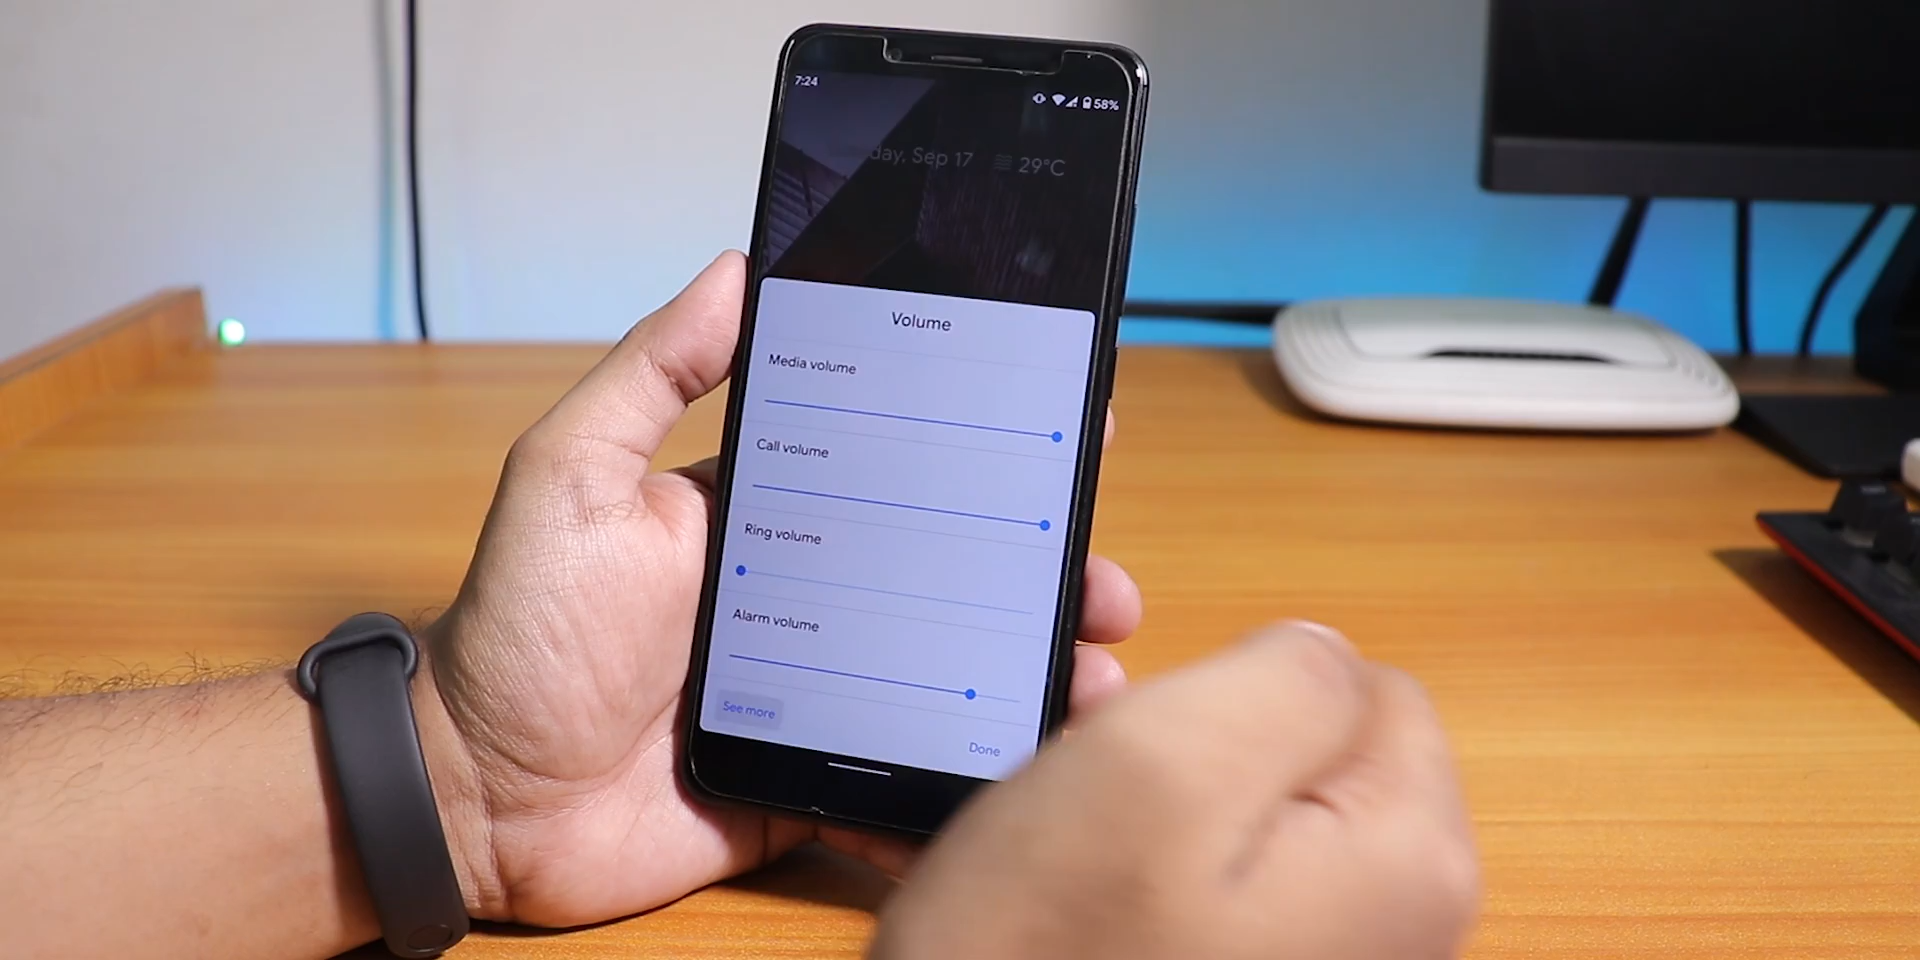 7:24
58%
day, Sep 17 29°C
Volume
Media volume
Call volume
Ring volume
Alarm volume
See more
Done